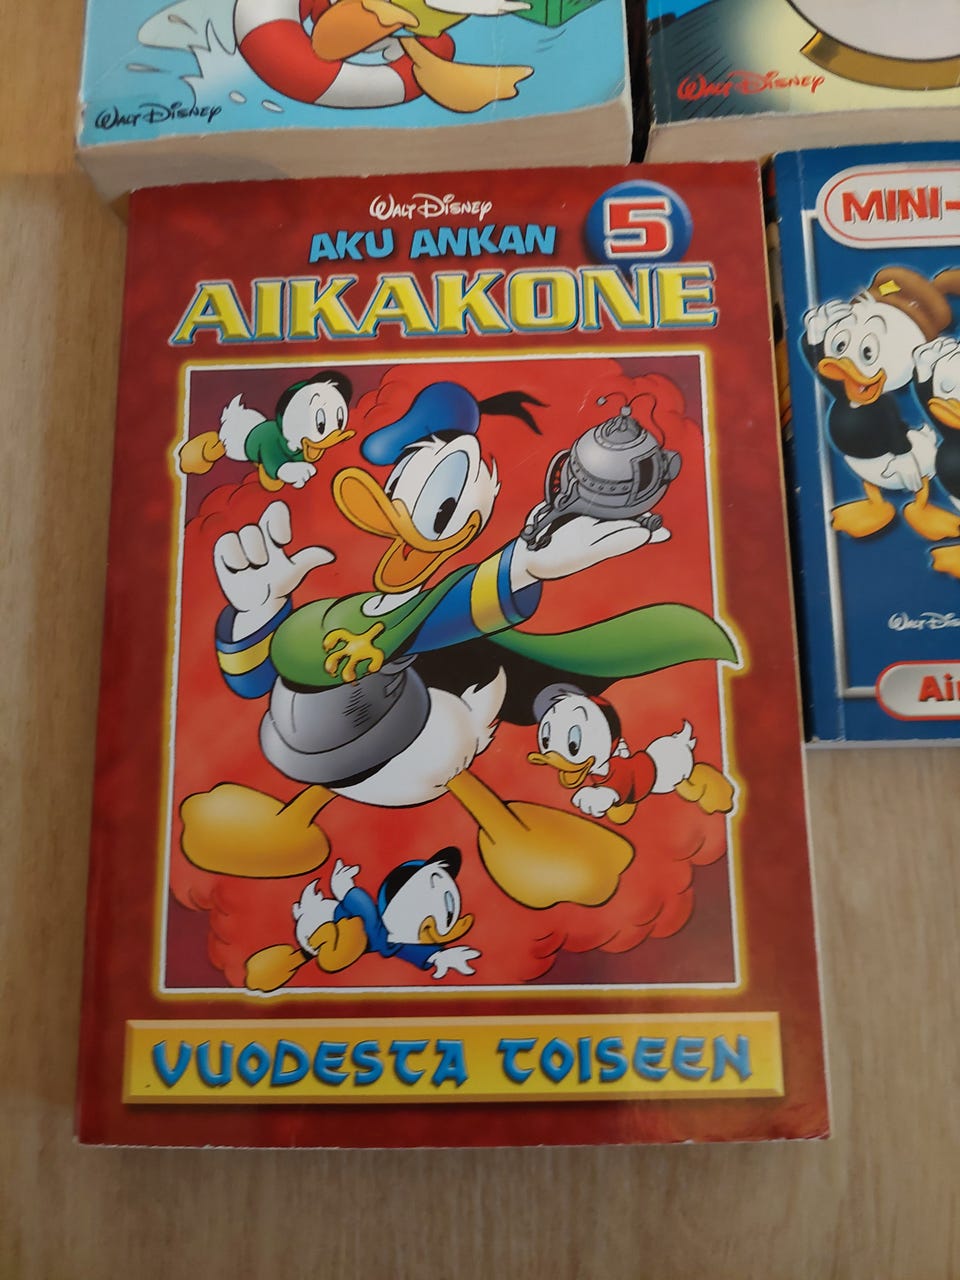 WALT DISNEY
WALT DISNEY
WALT DISNEY
AKU ANKAN
5
AIKAKONE
VUODESTA TOISEEN
MINI-